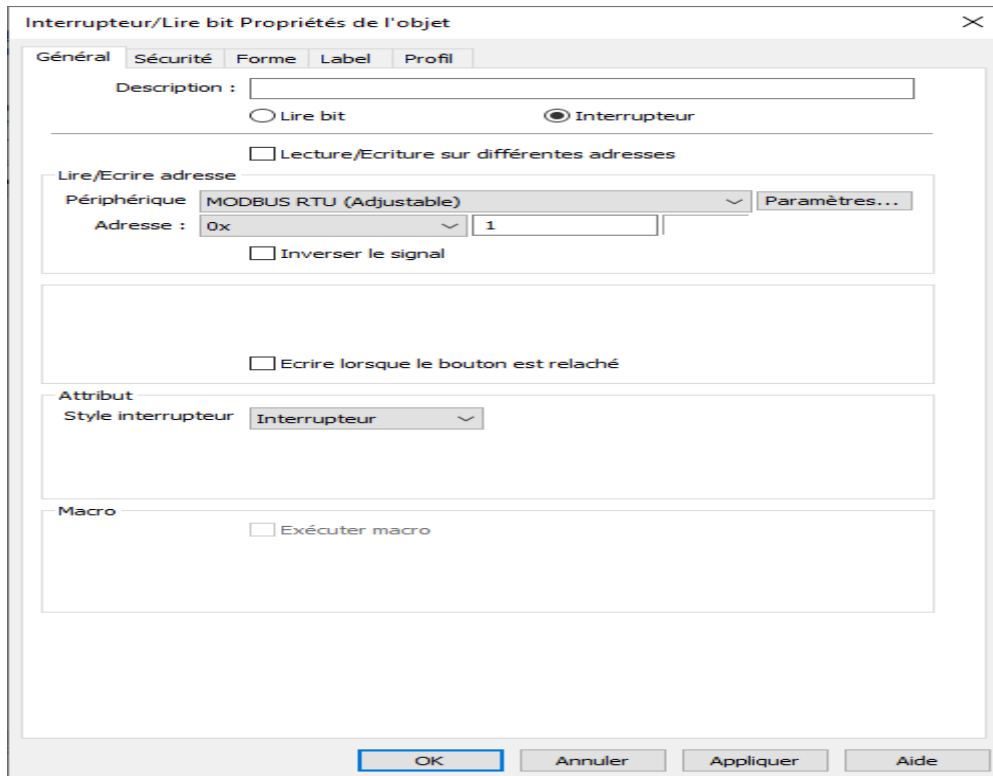 Interrupteur/Lire bit Propriétés de l'objet
Général Sécurité Forme Label Profil
Description :
Lire bit Interrupteur
Lecture/Ecriture sur différentes adresses
Lire/Ecrire adresse
Périphérique MODBUS RTU (Adjustable) Paramètres...
Adresse : 0x 1
Inverser le signal
Ecrire lorsque le bouton est relaché
Attribut
Style interrupteur Interrupteur
Macro
Exécuter macro
OK Annuler Appliquer Aide